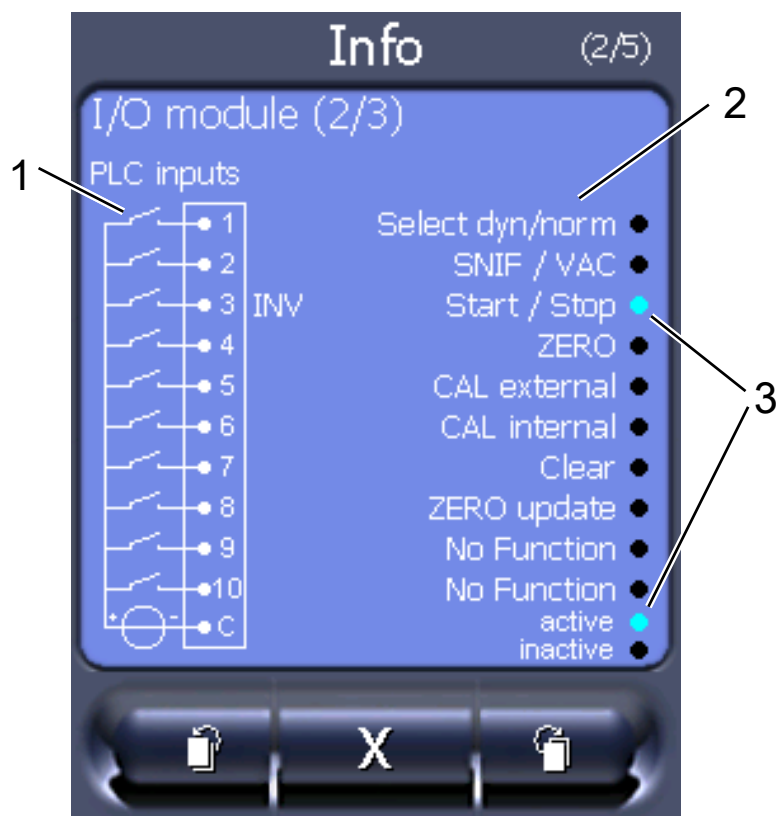 Info (2/5)
I/O module (2/3)
2
PLC inputs
1
1 Select dyn/norm
2 SNIF / VAC
3 INV Start / Stop
4 ZERO
3
5 CAL external
6 CAL internal
7 Clear
8 ZERO update
9 No Function
10 No Function
+ - C active
inactive
X